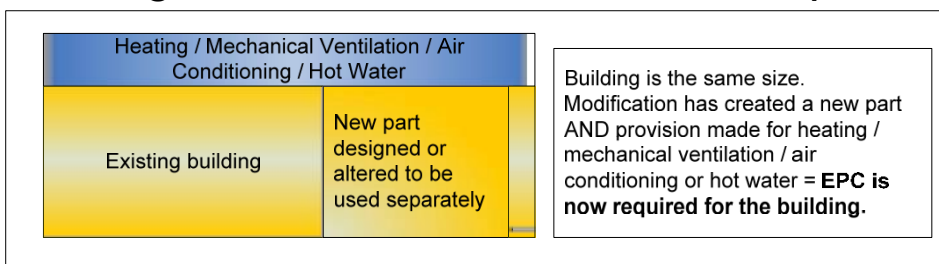 Heating / Mechanical Ventilation / Air
Conditioning / Hot Water
Existing building
New part
designed or
altered to be
used separately
Building is the same size.
Modification has created a new part
AND provision made for heating /
mechanical ventilation / air
conditioning or hot water = EPC is
now required for the building.